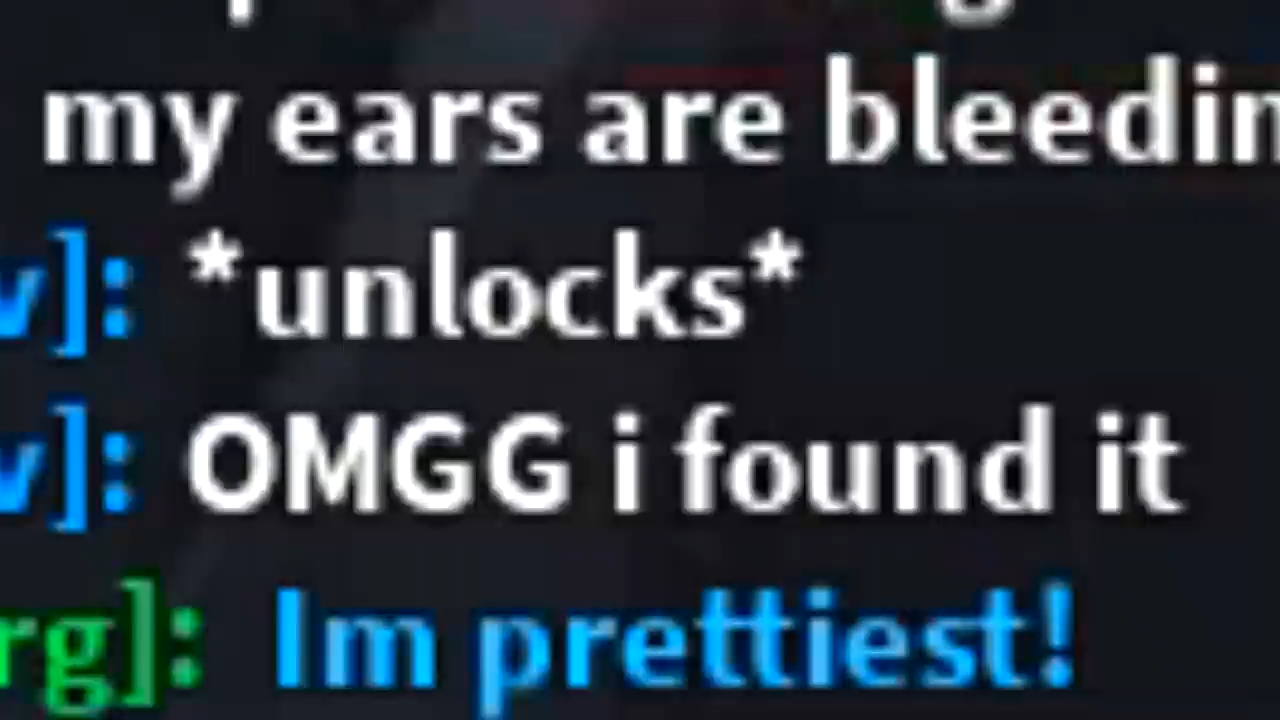 my ears are bleedin
v]: *unlocks*
v]: OMGG i found it
rg]: Im prettiest!